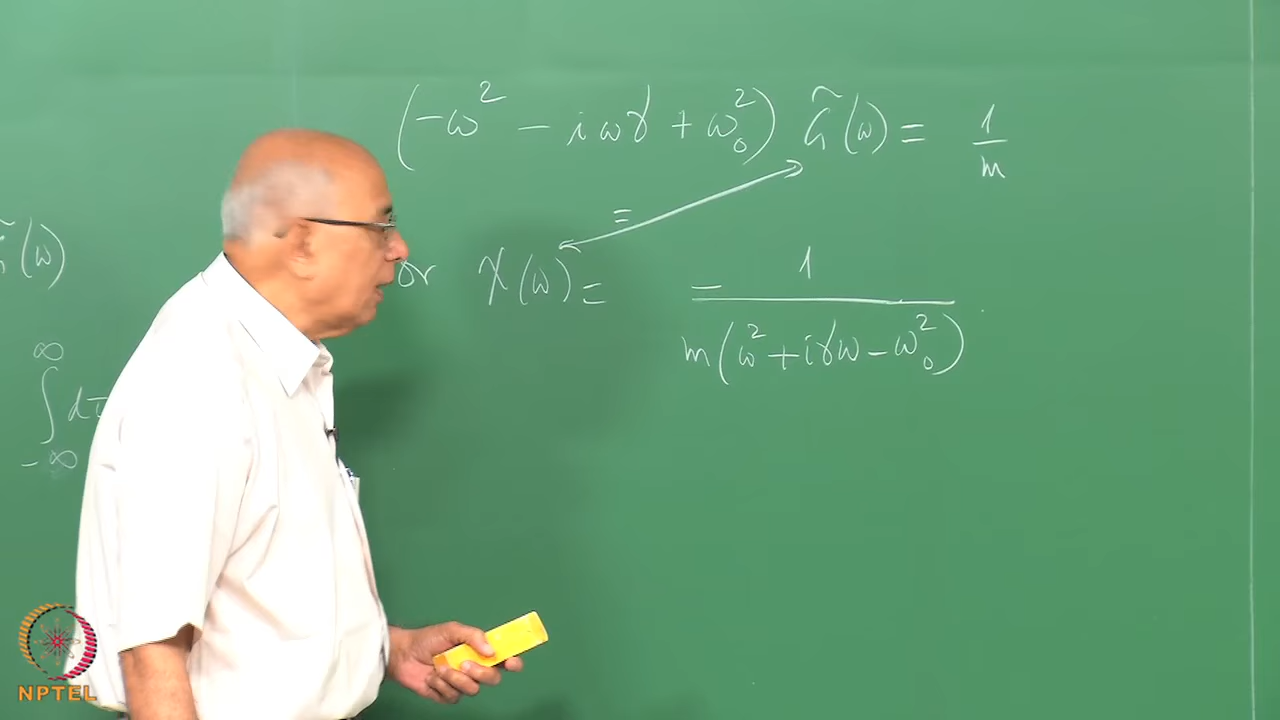 (-ω² - iωγ + ω₀²) G̃(ω) = 1/m
=
or χ(ω) = = 1/m(ω² + iγω - ω₀²)
(ω)
∫_{-∞}^{∞} dτ
NPTEL